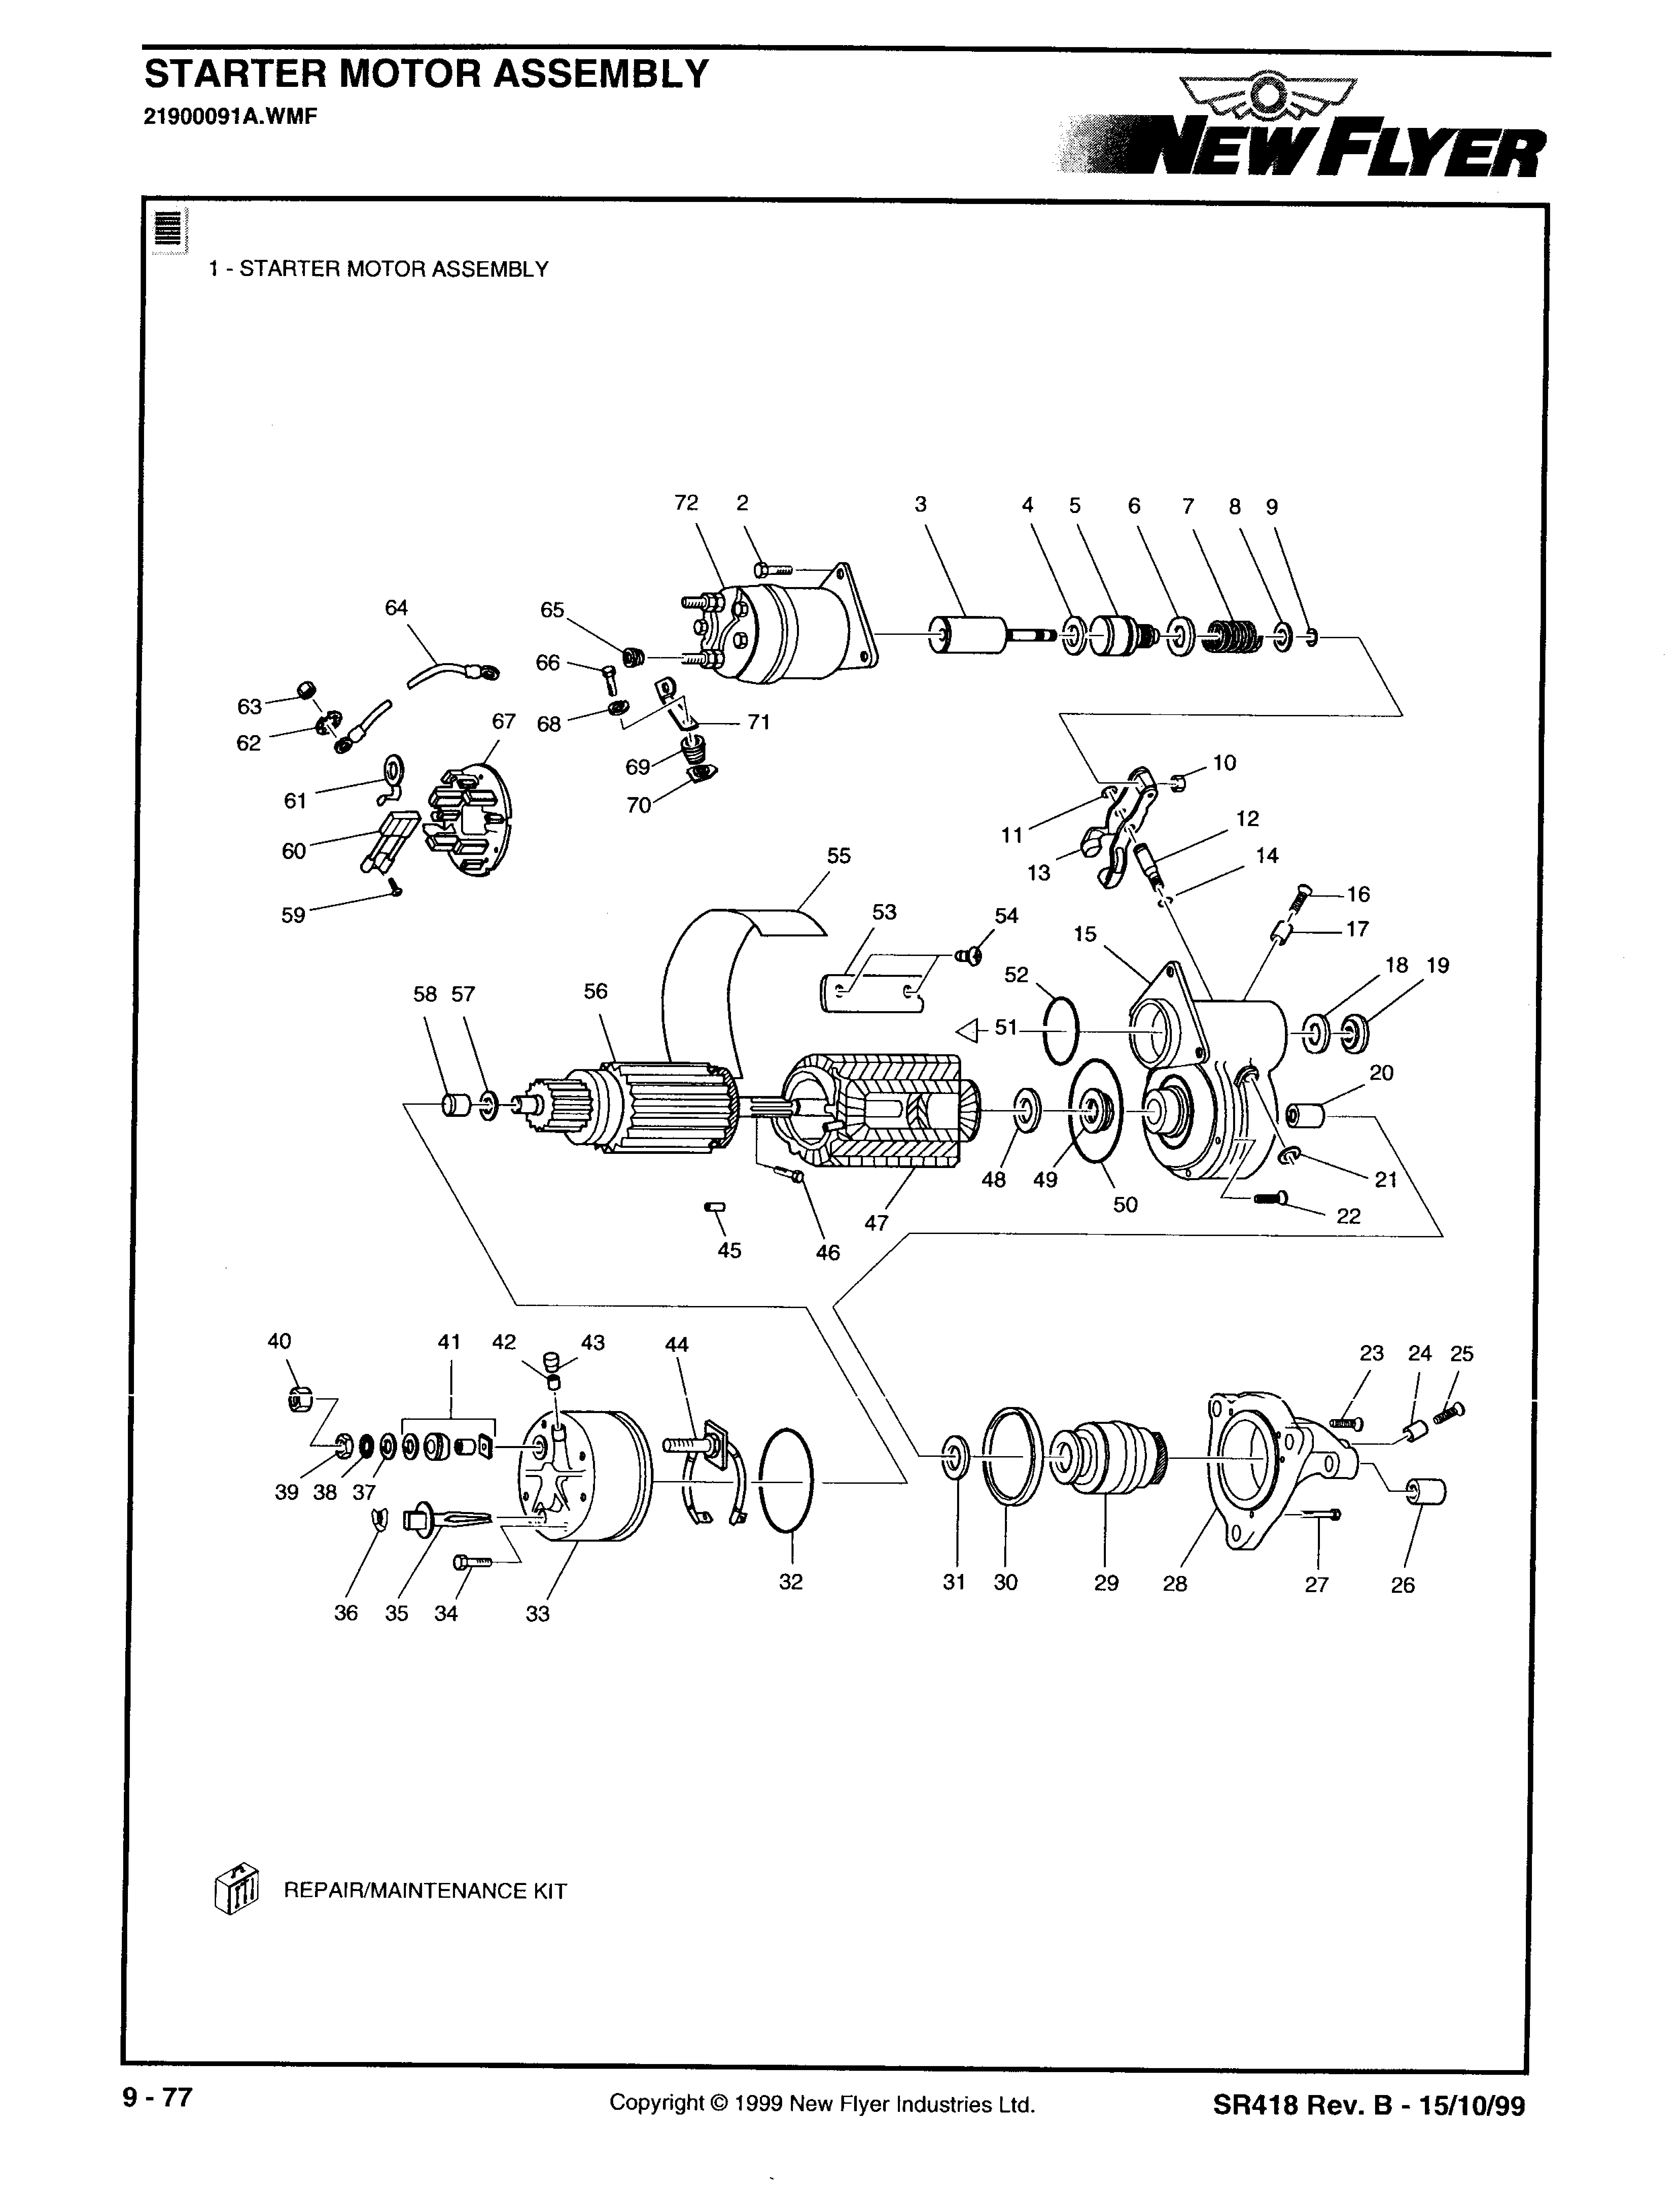 STARTER MOTOR ASSEMBLY
21900091A.WMF
NEW FLYER
1 - STARTER MOTOR ASSEMBLY
72 2 3 4 5 6 7 8 9
64 65
66
63
62 67 68 71
69
61 70
60
59
10
11 12
13 14
55
53 54
16
15 17
52 18 19
58 57 56
51
20
48 49 50 21
47 22
45 46
40 41 42 43 44
23 24 25
39 38 37
36 35 34 33
32 31 30 29 28 27 26
REPAIR/MAINTENANCE KIT
9 - 77
Copyright © 1999 New Flyer Industries Ltd.
SR418 Rev. B - 15/10/99